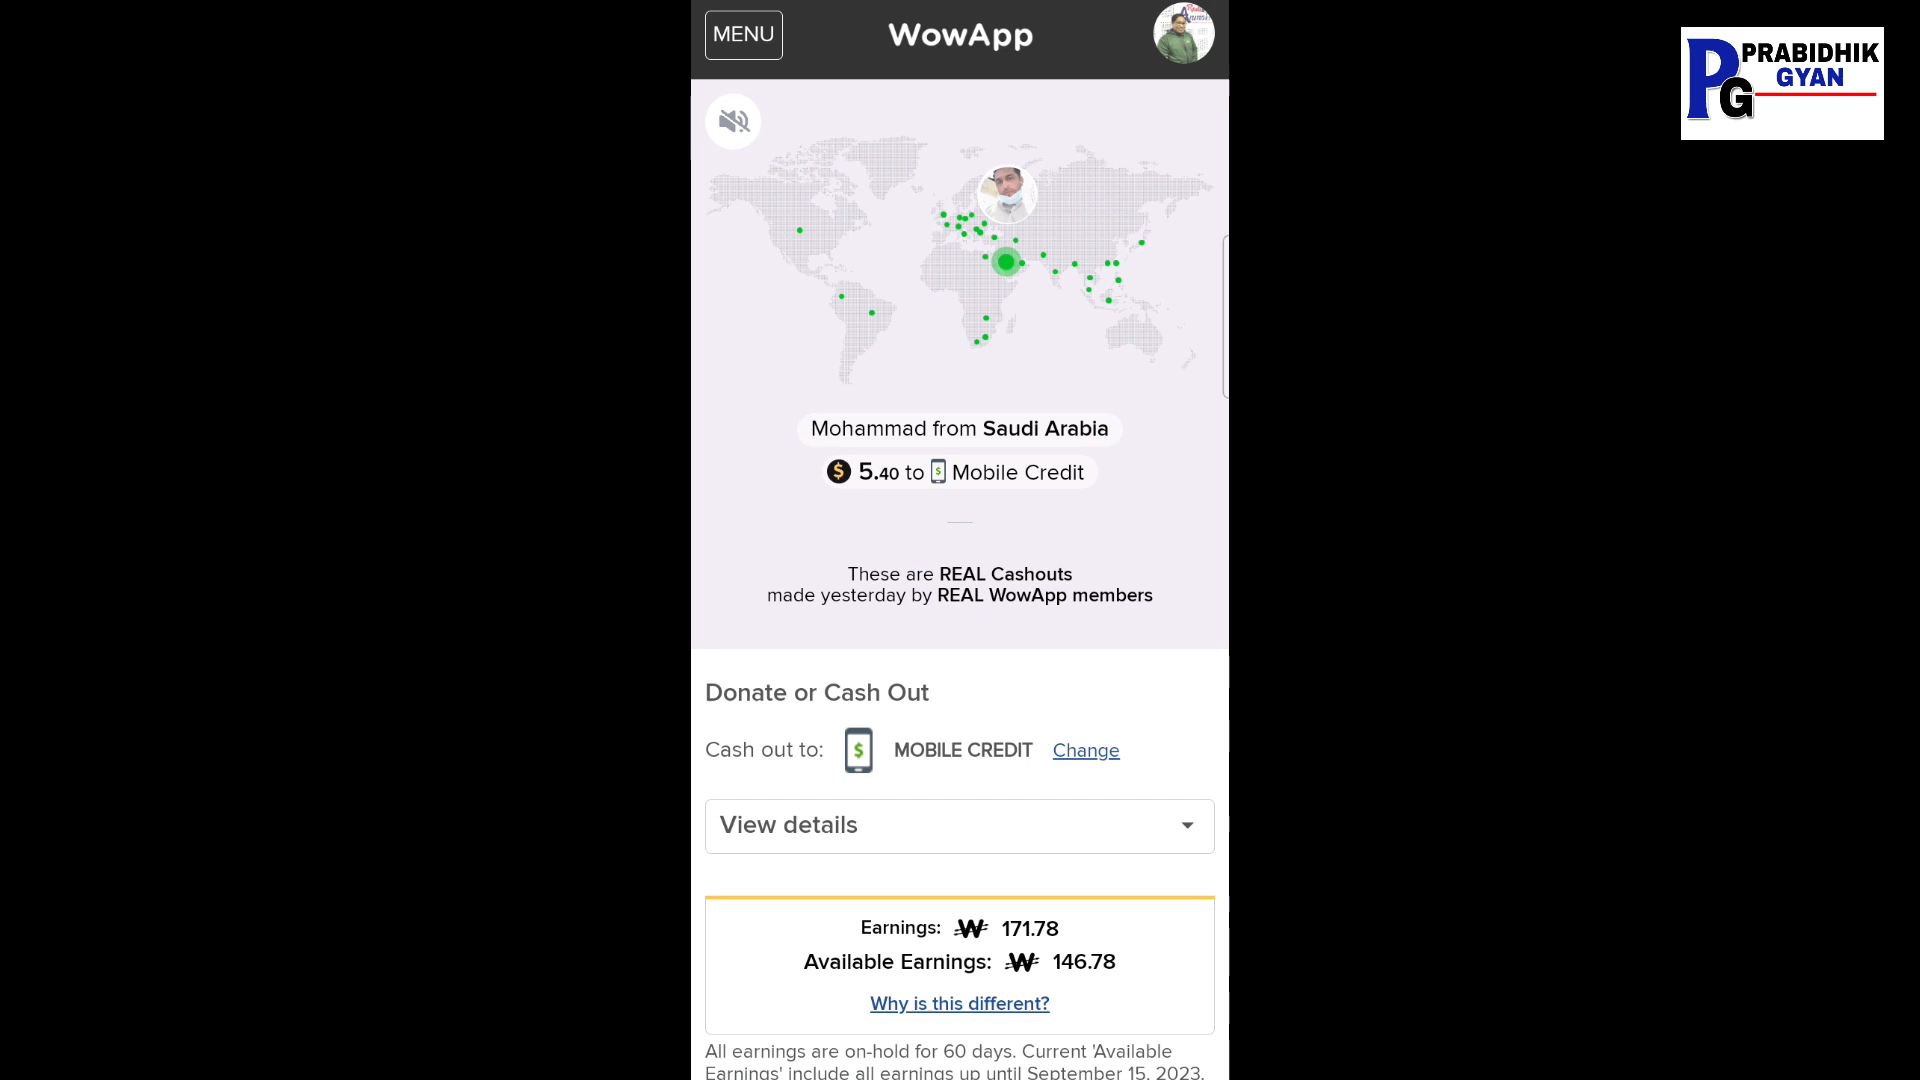 MENU
WowApp
PRABIDHIK
GYAN
PG
Mohammad from Saudi Arabia
$ 5.40 to $ Mobile Credit
These are REAL Cashouts
made yesterday by REAL WowApp members
Donate or Cash Out
Cash out to: $ MOBILE CREDIT Change
View details
Earnings: W 171.78
Available Earnings: W 146.78
Why is this different?
All earnings are on-hold for 60 days. Current 'Available
Earnings' include all earnings up until September 15, 2023.